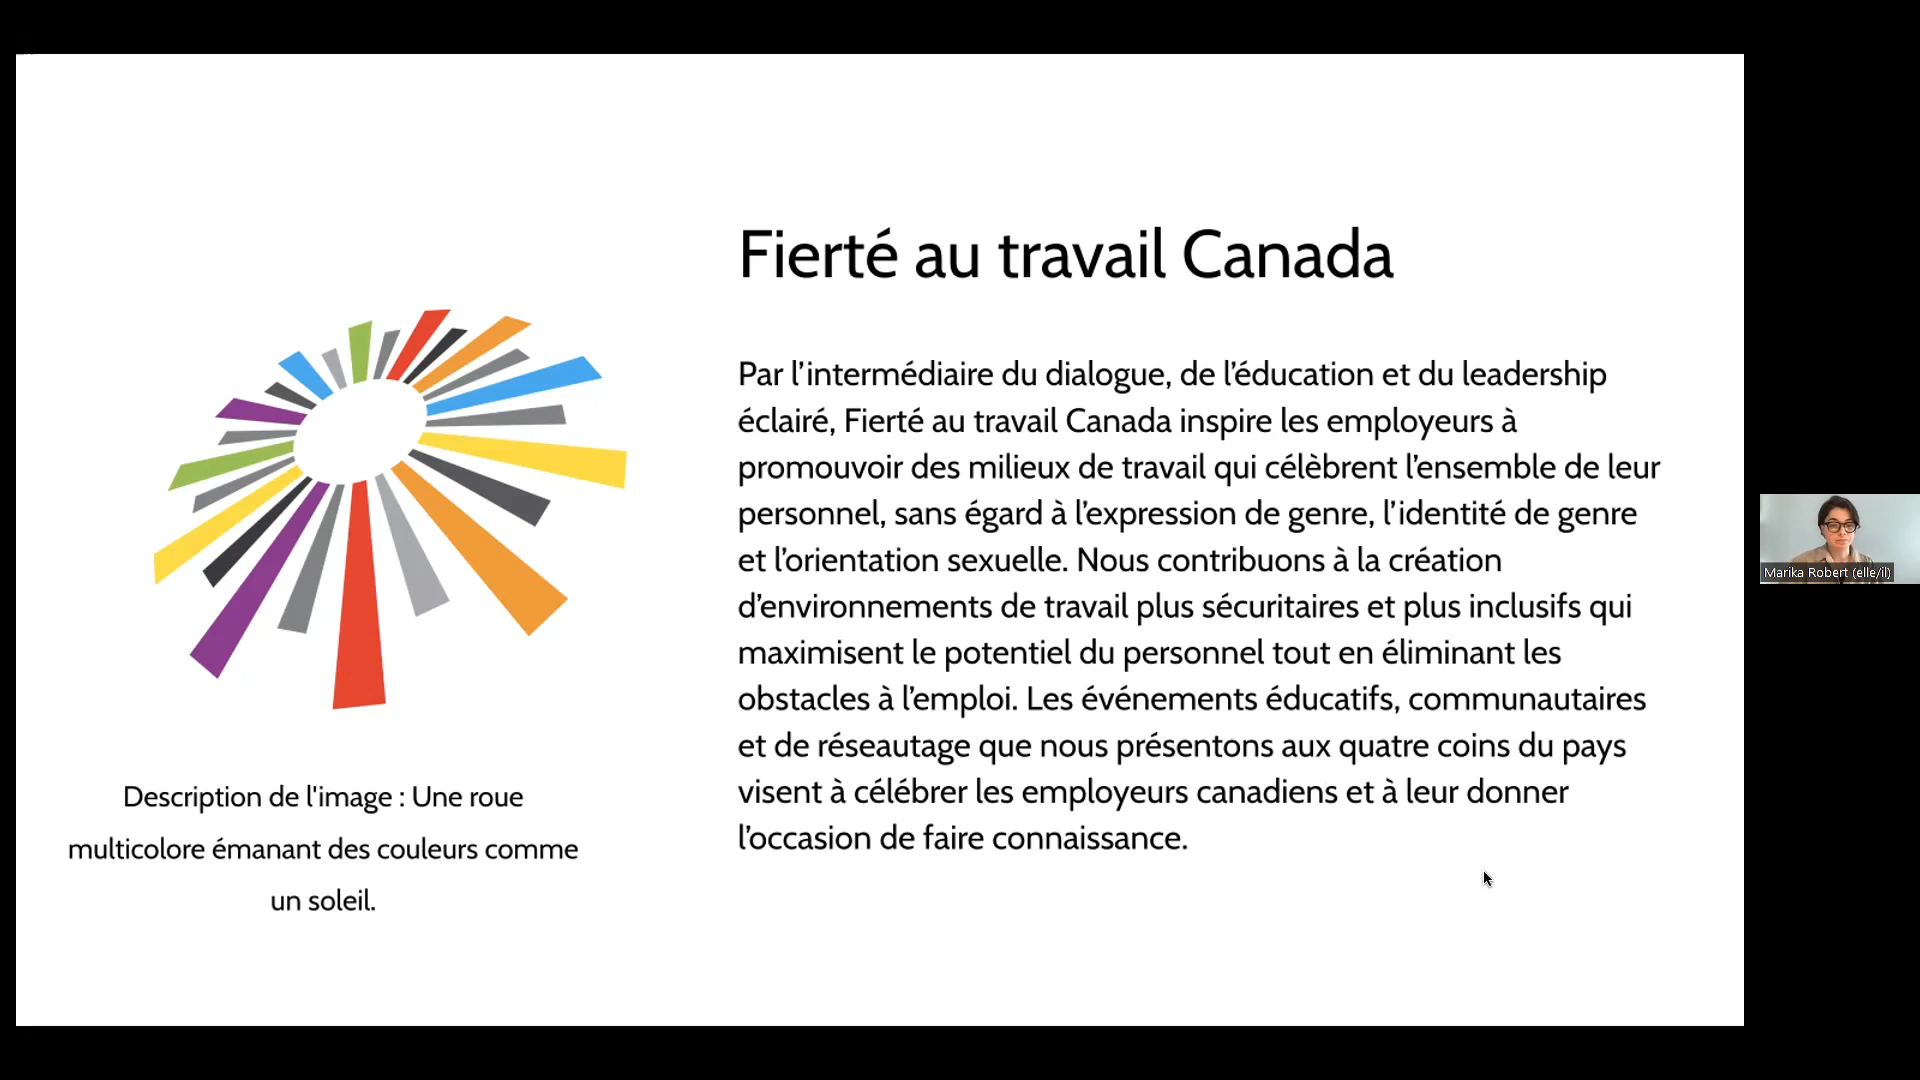 Fierté au travail Canada
Par l’intermédiaire du dialogue, de l’éducation et du leadership
éclairé, Fierté au travail Canada inspire les employeurs à
promouvoir des milieux de travail qui célèbrent l’ensemble de leur
personnel, sans égard à l’expression de genre, l’identité de genre
et l’orientation sexuelle. Nous contribuons à la création
d’environnements de travail plus sécuritaires et plus inclusifs qui
maximisent le potentiel du personnel tout en éliminant les
obstacles à l’emploi. Les événements éducatifs, communautaires
et de réseautage que nous présentons aux quatre coins du pays
visent à célébrer les employeurs canadiens et à leur donner
l’occasion de faire connaissance.
Description de l'image : Une roue
multicolore émanant des couleurs comme
un soleil.
Marika Robert (elle/il)